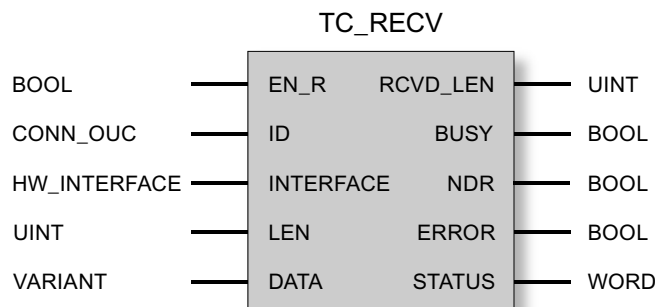 TC_RECV
BOOL EN_R RCVD_LEN UINT
CONN_OUC ID BUSY BOOL
HW_INTERFACE INTERFACE NDR BOOL
UINT LEN ERROR BOOL
VARIANT DATA STATUS WORD